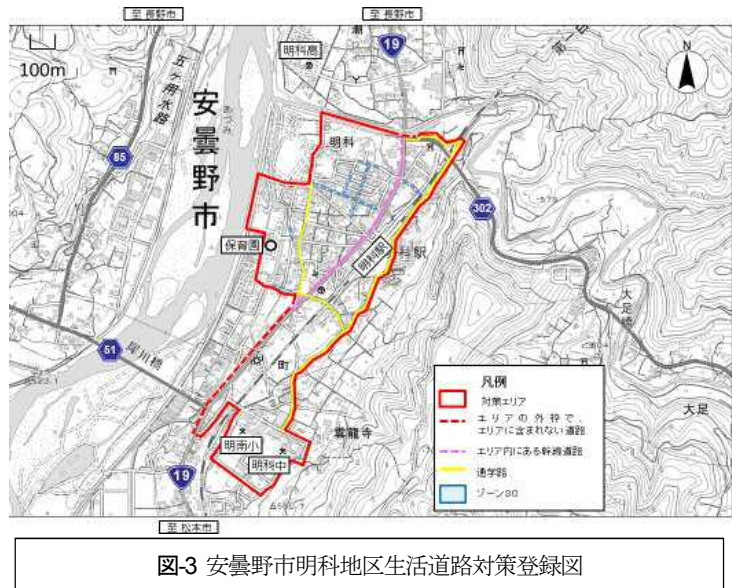 至 長野市
至 長野市
19
明科高
N
100m
五ケ用水路
安曇野市
明科
85
302
保育園
明科駅
科駅
51
犀川橋
町
大足
雲龍寺
明南小
明科中
19
至 松本市
凡例
対策エリア
エリアの外枠で、
エリアに含まれない道路
エリア内にある幹線道路
通学路
ゾーン30
図-3 安曇野市明科地区生活道路対策登録図